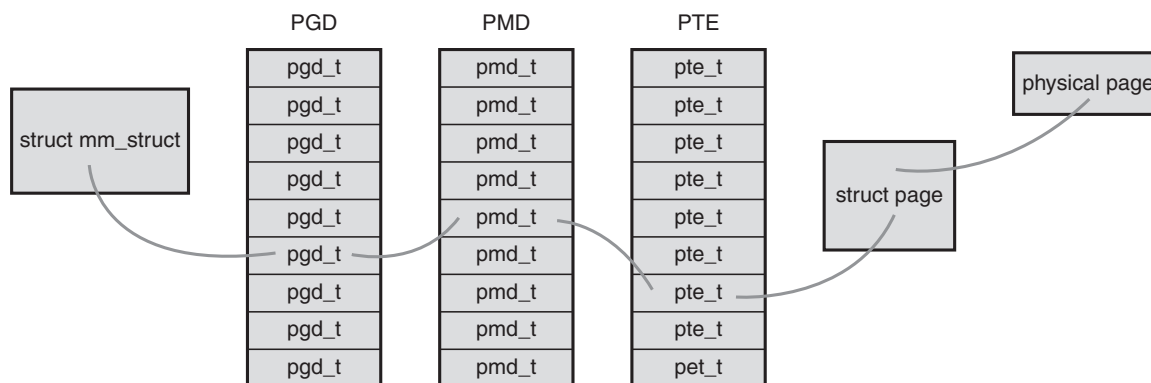 PGD PMD PTE
pgd_t pmd_t pte_t
physical page
pgd_t pmd_t pte_t
struct mm_struct
pgd_t pmd_t pte_t
pgd_t pmd_t pte_t
struct page
pgd_t pmd_t pte_t
pgd_t pmd_t pte_t
pgd_t pmd_t pte_t
pgd_t pmd_t pte_t
pgd_t pmd_t pet_t